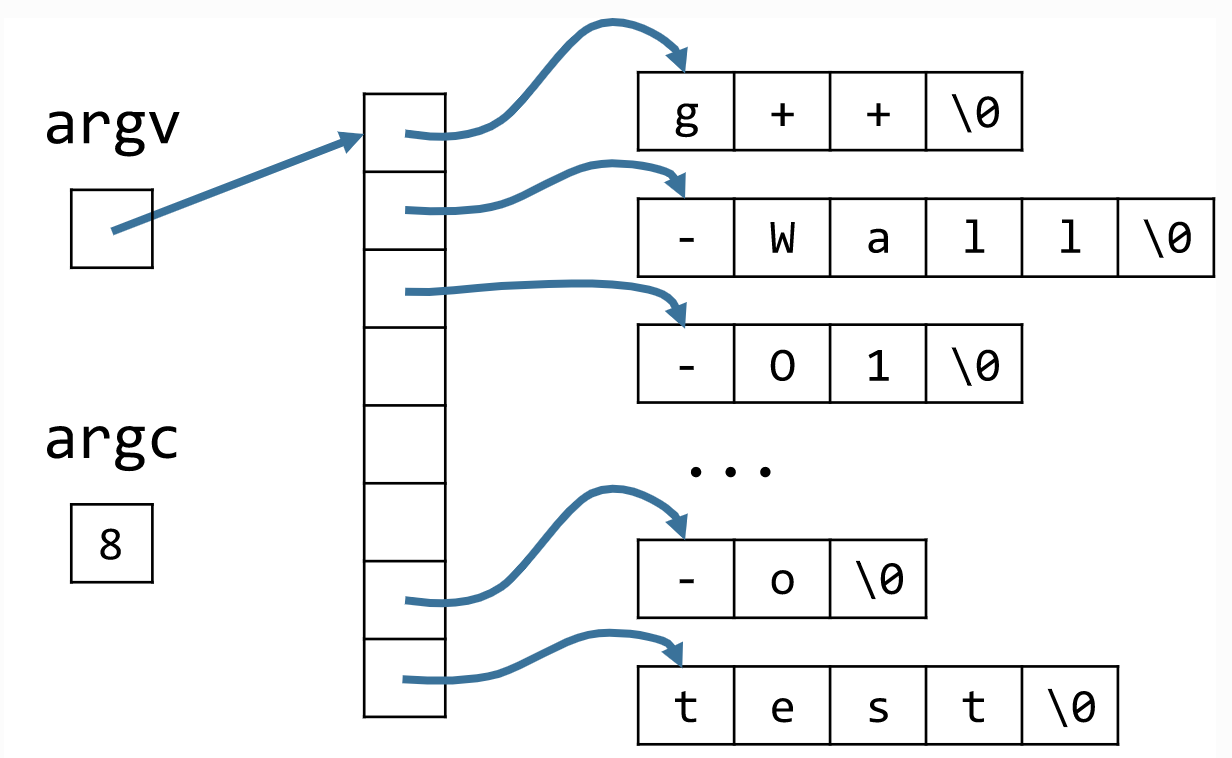 argv
g + + \0
- W a l l \0
- O 1 \0
argc
...
8
- o \0
t e s t \0